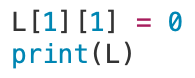 L[1][1] = 0
print(L)